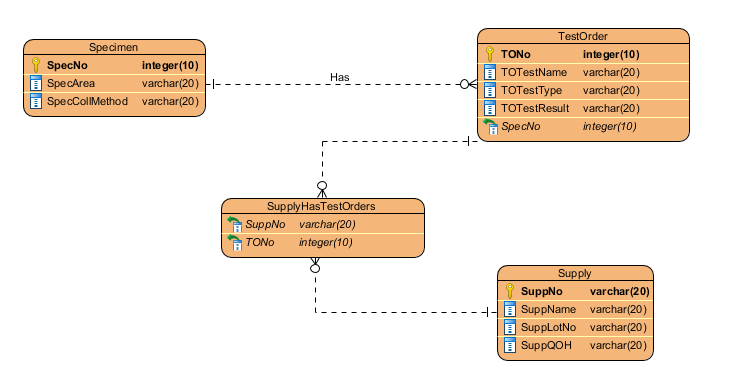 Specimen
SpecNo integer(10)
SpecArea varchar(20)
SpecCollMethod varchar(20)
Has
TestOrder
TONo integer(10)
TOTestName varchar(20)
TOTestType varchar(20)
TOTestResult varchar(20)
SpecNo integer(10)
SupplyHasTestOrders
SuppNo varchar(20)
TONo integer(10)
Supply
SuppNo varchar(20)
SuppName varchar(20)
SuppLotNo varchar(20)
SuppQOH varchar(20)